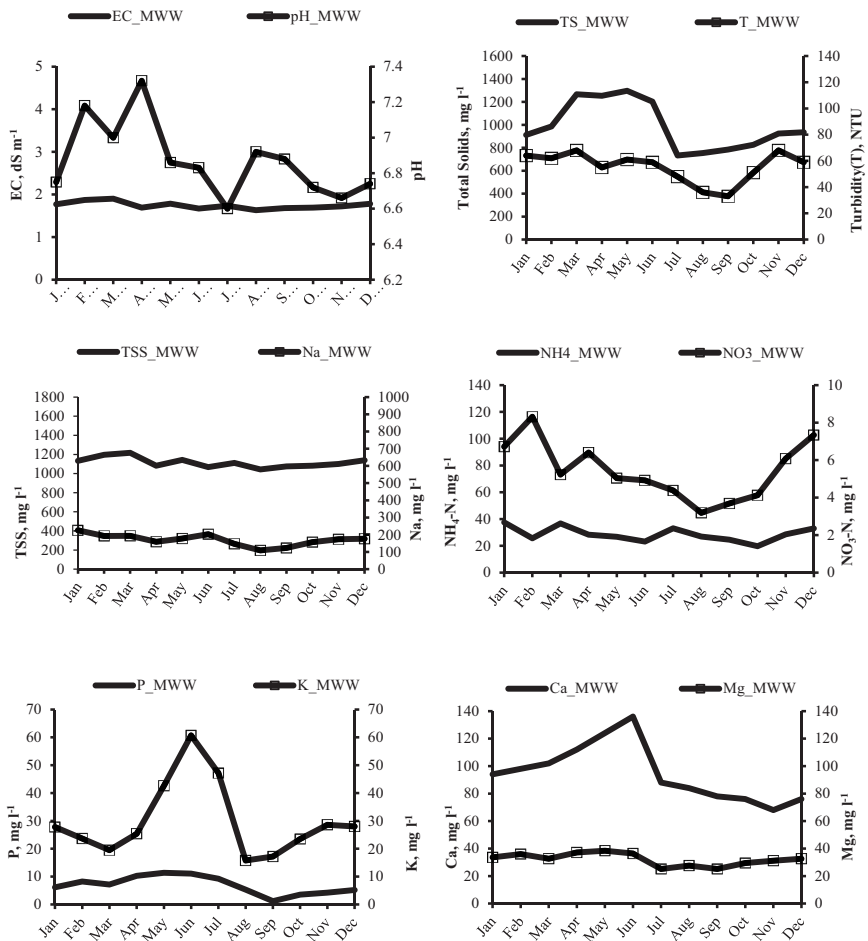 EC_MWW pH_MWW
5 7.4
4 7.2
3 7
2 6.8
1 6.6
0 6.4
6.2
EC, dS m-1
pH
J… F… M… A… M… J… J… A… S… O… N… D…
TS_MWW T_MWW
1600 140
1400 120
1200 100
1000 80
800 60
600 40
400 20
200 0
0
Total Solids, mg l-1
Turbidity(T), NTU
Jan Feb Mar Apr May Jun Jul Aug Sep Oct Nov Dec
TSS_MWW Na_MWW
1800 1000
1600 900
1400 800
1200 700
1000 600
800 500
600 400
400 300
200 200
0 100
0
TSS, mg l-1
Na, mg l-1
Jan Feb Mar Apr May Jun Jul Aug Sep Oct Nov Dec
NH4_MWW NO3_MWW
140 10
120 8
100 6
80 4
60 2
40 0
20
0
NH4-N, mg l-1
NO3-N, mg l-1
Jan Feb Mar Apr May Jun Jul Aug Sep Oct Nov Dec
P_MWW K_MWW
70 70
60 60
50 50
40 40
30 30
20 20
10 10
0 0
P, mg l-1
K, mg l-1
Jan Feb Mar Apr May Jun Jul Aug Sep Oct Nov Dec
Ca_MWW Mg_MWW
140 140
120 120
100 100
80 80
60 60
40 40
20 20
0 0
Ca, mg l-1
Mg, mg l-1
Jan Feb Mar Apr May Jun Jul Aug Sep Oct Nov Dec